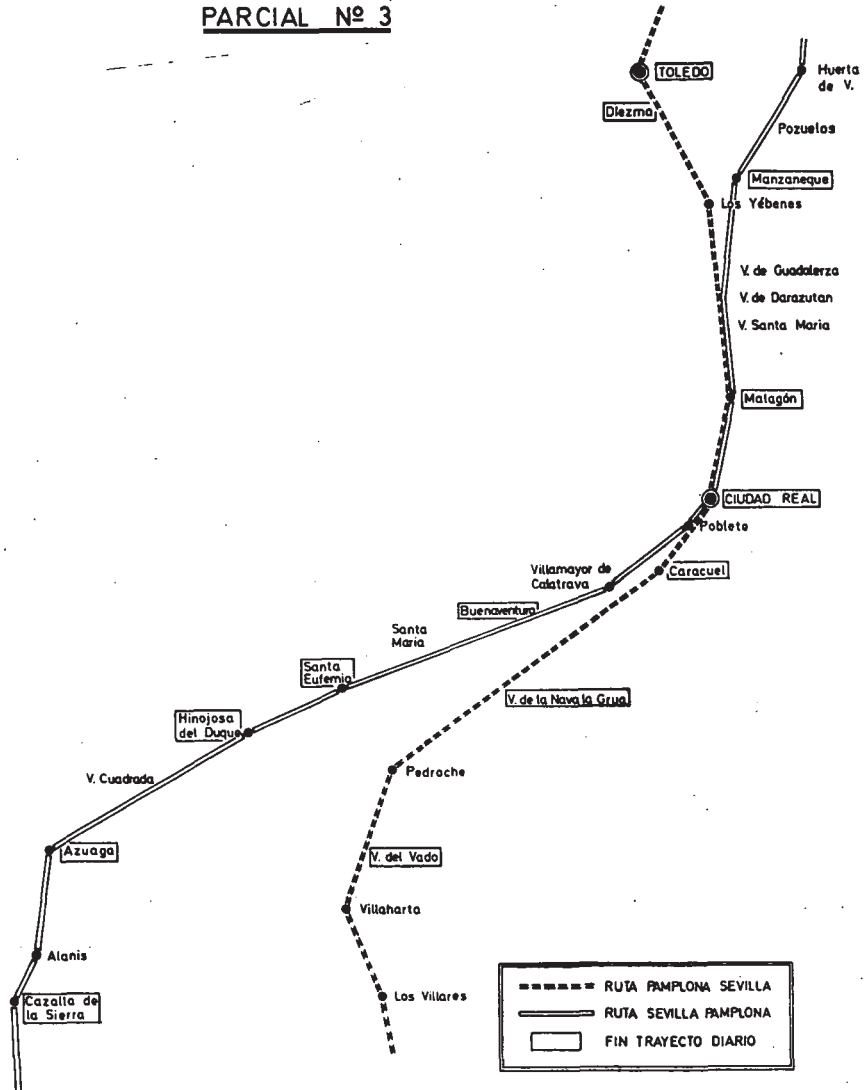 PARCIAL Nº 3
TOLEDO
Huerta
de V.
Diezma
Pozuelos
Manzaneque
Los Yébenes
V. de Guadalerza
V. de Darazutan
V. Santa Maria
Malagón
CIUDAD REAL
Poblete
Villamayor de
Calatrava
Caracuel
Buenaventura
Santa
Maria
Santa
Eufemia
V. de la Nava la Grua
Hinojosa
del Duque
Pedroche
V. Cuadrada
Azuaga
V. del Vado
Villaharta
Alanis
Los Villares
Cazalla de
la Sierra
RUTA PAMPLONA SEVILLA
RUTA SEVILLA PAMPLONA
FIN TRAYECTO DIARIO